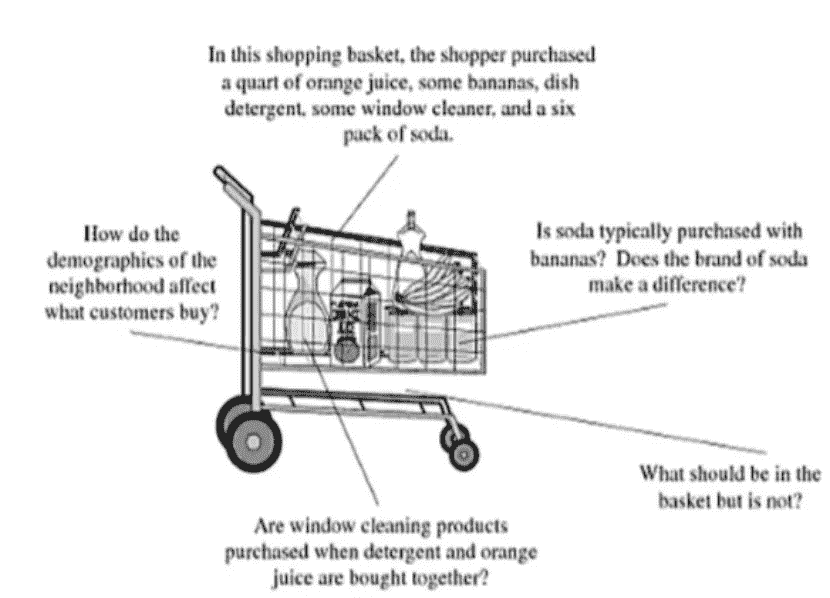 In this shopping basket, the shopper purchased
a quart of orange juice, some bananas, dish
detergent, some window cleaner, and a six
pack of soda.
How do the
demographics of the
neighborhood affect
what customers buy?
Is soda typically purchased with
bananas? Does the brand of soda
make a difference?
What should be in the
basket but is not?
Are window cleaning products
purchased when detergent and orange
juice are bought together?